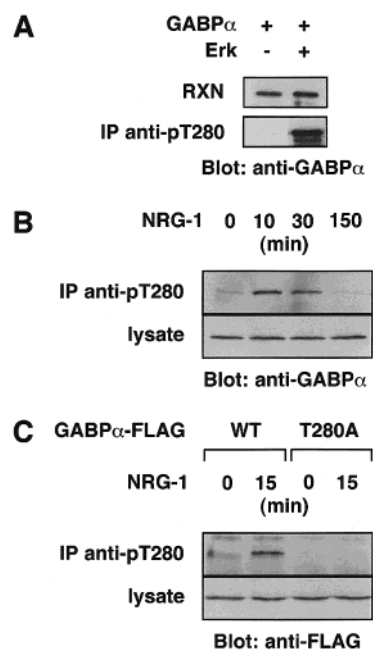 A
GABPα + +
Erk - +
RXN
IP anti-pT280
Blot: anti-GABPα
B
NRG-1 0 10 30 150
(min)
IP anti-pT280
lysate
Blot: anti-GABPα
C
GABPα-FLAG WT T280A
NRG-1 0 15 0 15
(min)
IP anti-pT280
lysate
Blot: anti-FLAG